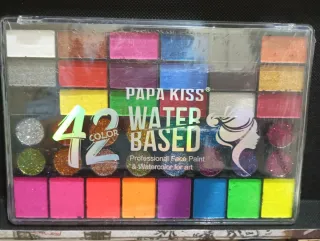 PAPA KISS®
42
COLOR
WATER
BASED
Professional Face Paint
& Watercolor for art